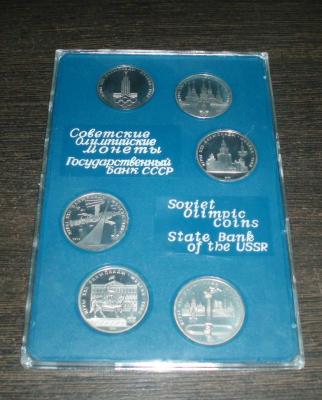 Советские
Олимпийские
монеты
Государственный
Банк СССР
Soviet
Olimpic
Coins
State Bank
of the USSR